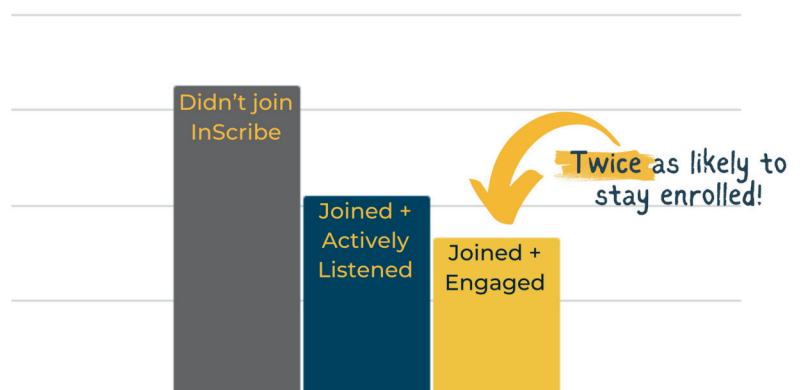 Didn’t join
InScribe
Joined +
Actively
Listened
Joined +
Engaged
Twice as likely to
stay enrolled!